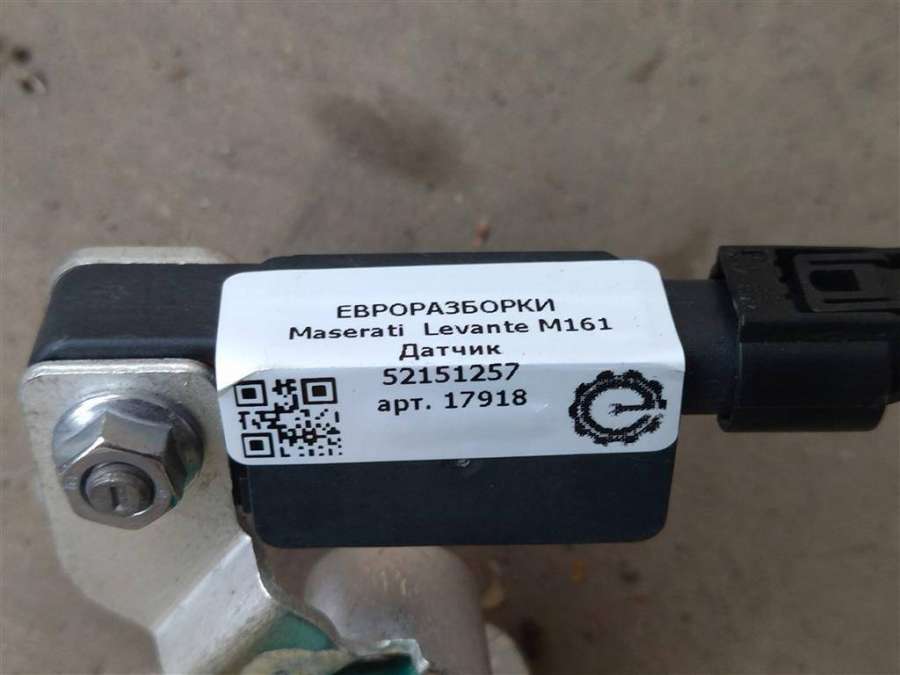 ЕВРОРАЗБОРКИ
Maserati Levante M161
Датчик
52151257
арт. 17918